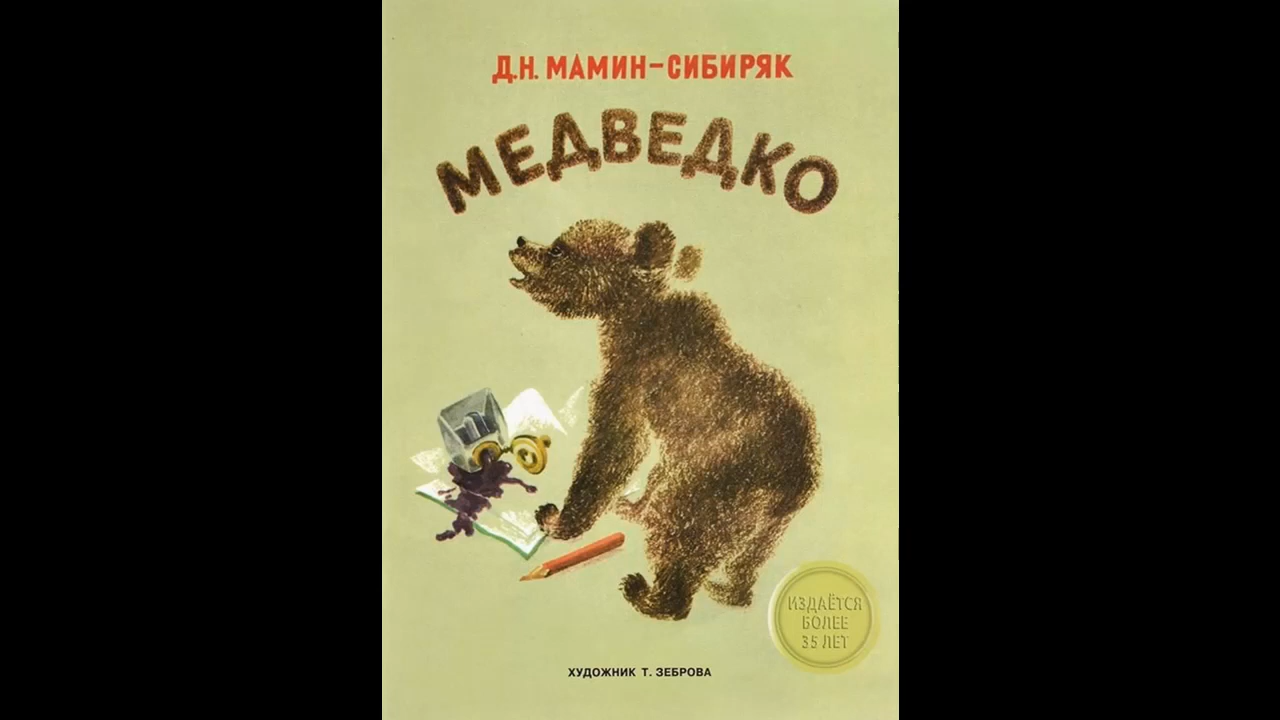 Д.Н. МАМИН-СИБИРЯК
МЕДВЕДКО
ИЗДАЁТСЯ
БОЛЕЕ
35 ЛЕТ
ХУДОЖНИК Т. ЗЕБРОВА